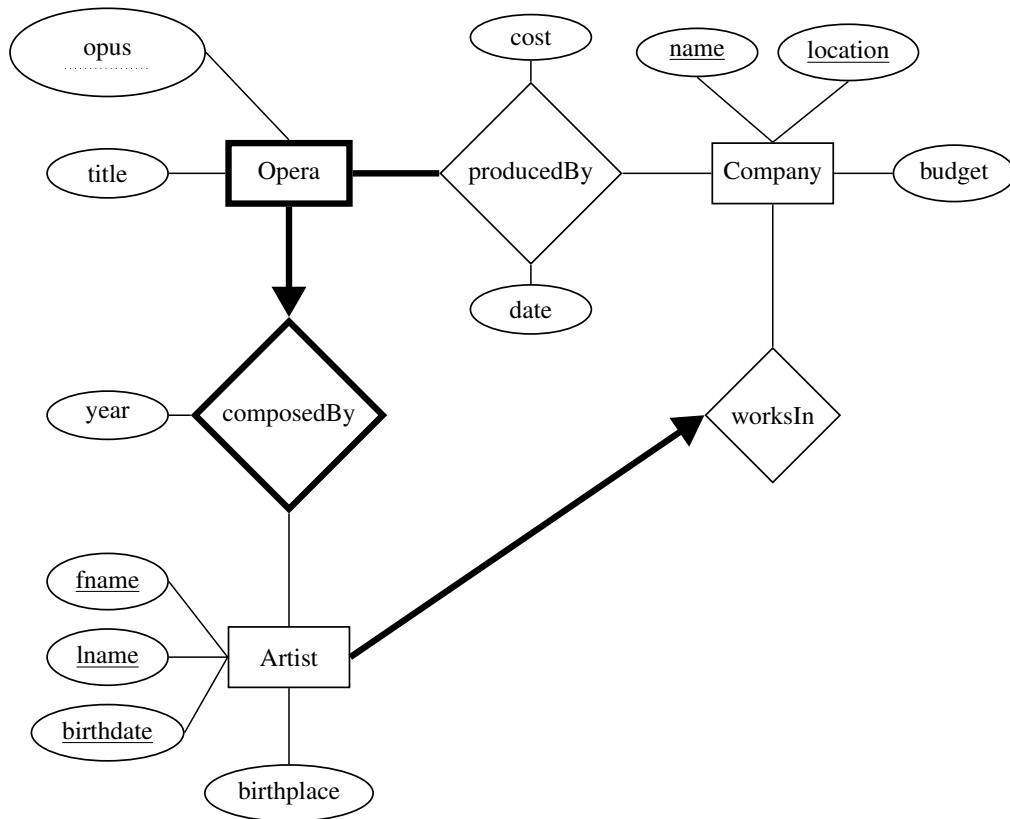 opus
cost
name
location
title
Opera
producedBy
Company
budget
date
year
composedBy
worksIn
fname
lname
Artist
birthdate
birthplace